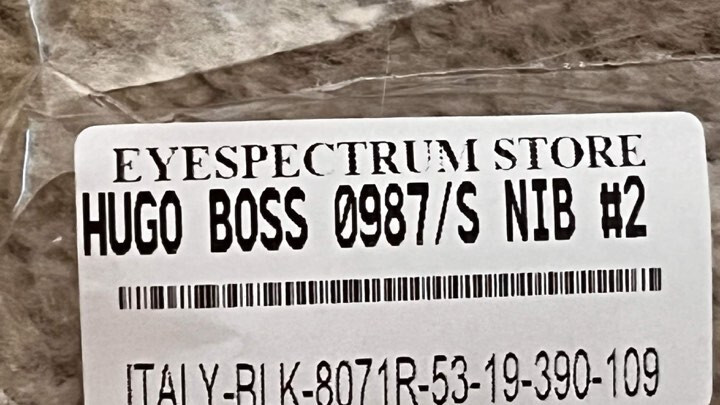 EYESPECTRUM STORE
HUGO BOSS 0987/S NIB #2
ITALY-BLK-8071R-53-19-390-109